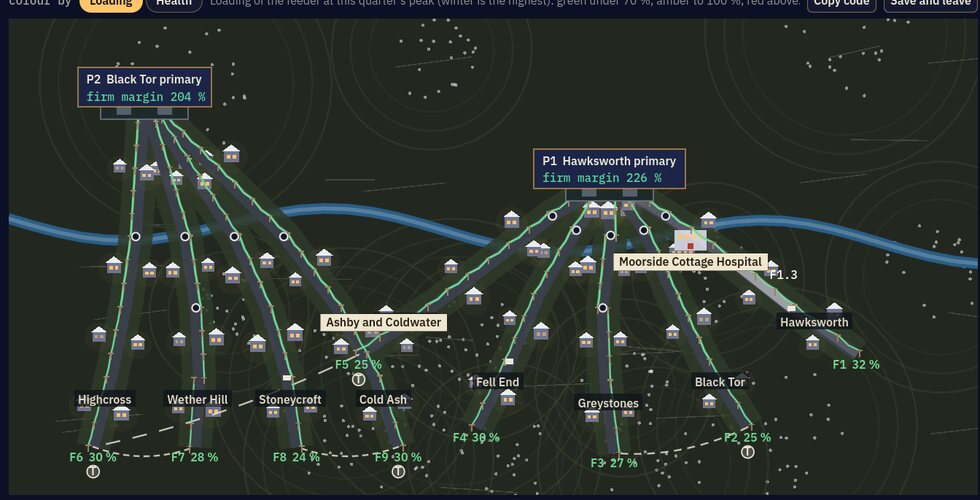 colour by Loading Health Loading of the feeder at this quarter's peak (winter is the highest). green under 70 %, amber to 100 %, red above. Copy code Save and leave
P2 Black Tor primary
firm margin 204 %
P1 Hawksworth primary
firm margin 226 %
Moorside Cottage Hospital
F1.3
Ashby and Coldwater
Hawksworth
F5 25 %
F1 32 %
T
Fell End
Black Tor
Highcross
Wether Hill
Stoneycroft
Cold Ash
Greystones
F4 30 %
F2 25 %
T
F6 30 %
F7 28 %
F8 24 %
F9 30 %
F3 27 %
T
T